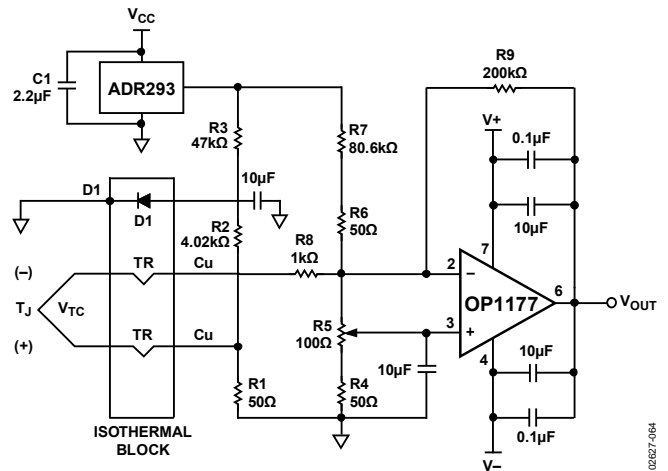 VCC
C1
2.2µF
ADR293
R3
47kΩ
R7
80.6kΩ
R9
200kΩ
V+
0.1µF
10µF
D1
D1
10µF
R2
4.02kΩ
R6
50Ω
R8
1kΩ
(–)
TR
Cu
TJ
VTC
(+)
TR
Cu
R5
100Ω
2
–
3
+
7
OP1177
4
6
VOUT
10µF
10µF
0.1µF
R1
50Ω
R4
50Ω
ISOTHERMAL
BLOCK
V–
02627-064